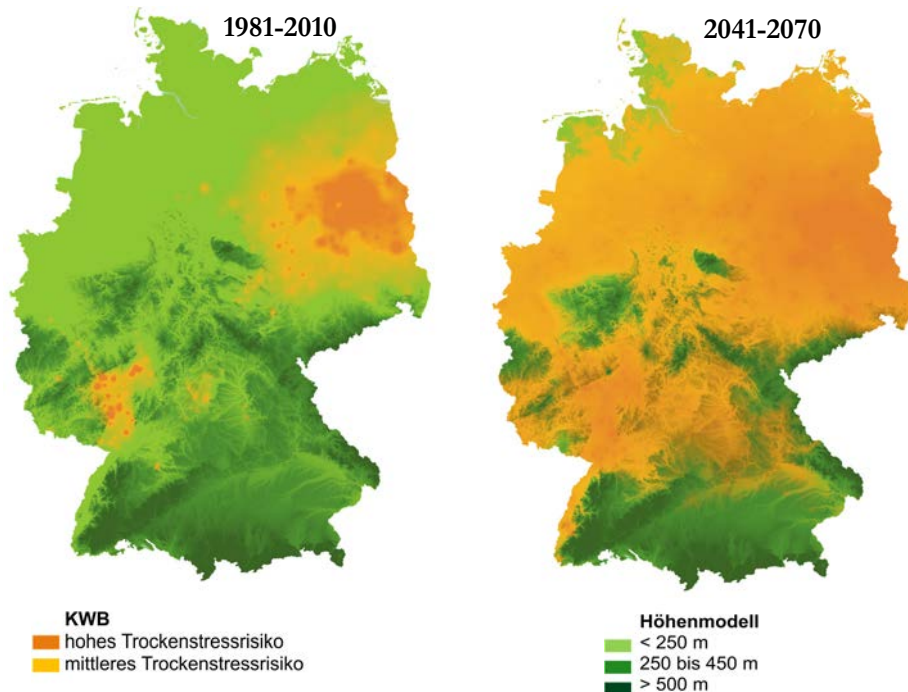 1981-2010
2041-2070
KWB
hohes Trockenstressrisiko
mittleres Trockenstressrisiko
Höhenmodell
< 250 m
250 bis 450 m
> 500 m